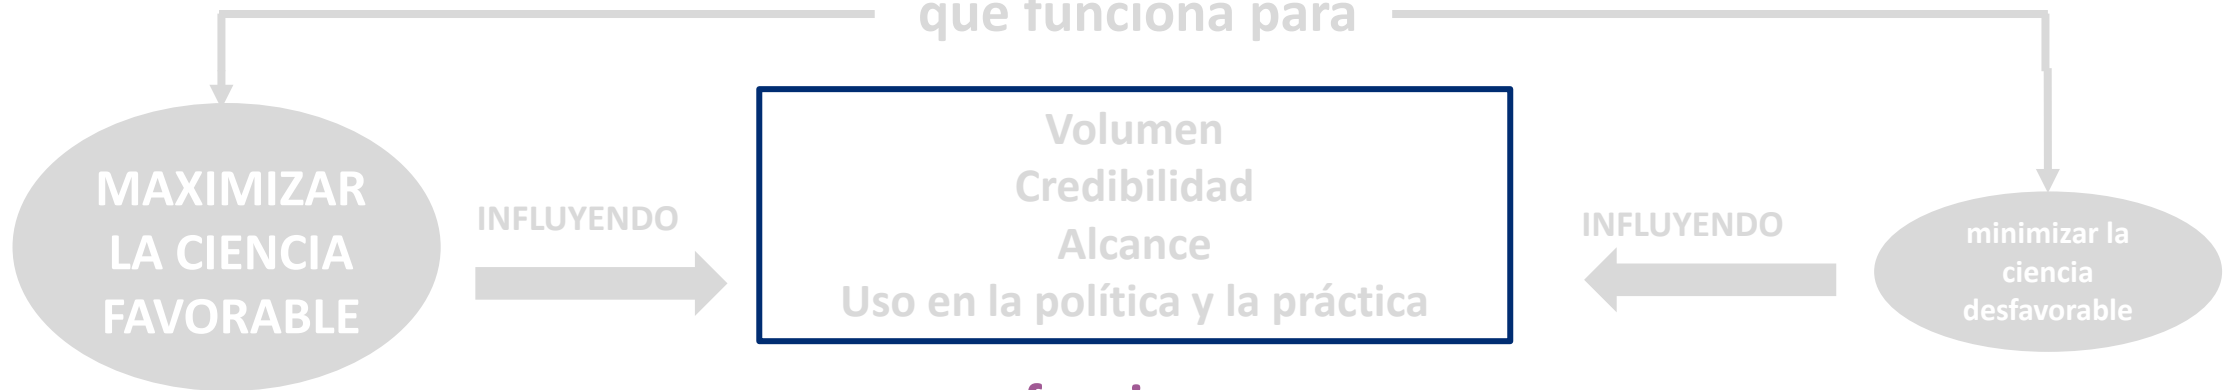 que funciona para
MAXIMIZAR
LA CIENCIA
FAVORABLE
INFLUYENDO
Volumen
Credibilidad
Alcance
Uso en la política y la práctica
INFLUYENDO
minimizar la
ciencia
desfavorable